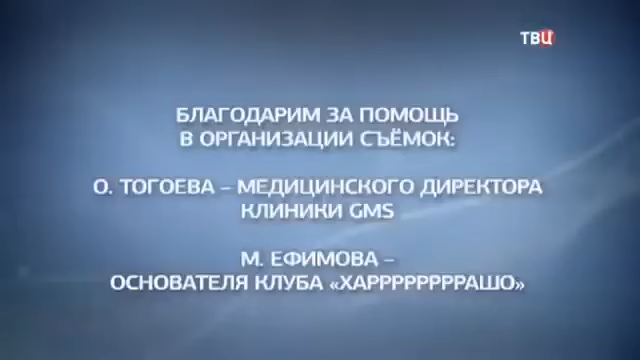 ТВЦ
БЛАГОДАРИМ ЗА ПОМОЩЬ
В ОРГАНИЗАЦИИ СЪЁМОК:
О. ТОГОЕВА – МЕДИЦИНСКОГО ДИРЕКТОРА
КЛИНИКИ GMS
М. ЕФИМОВА –
ОСНОВАТЕЛЯ КЛУБА «ХАРРРРРРРРАШО»